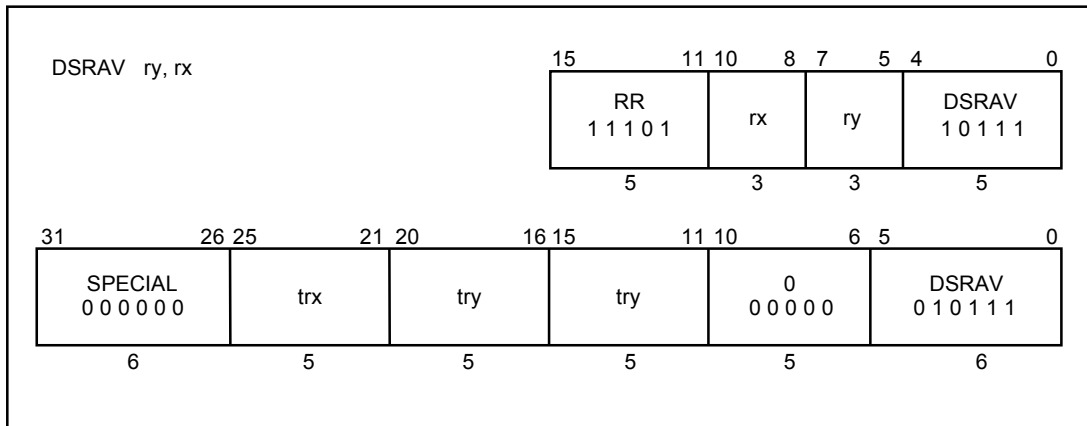 DSRAV ry, rx
15 11 10 8 7 5 4 0
RR rx ry DSRAV
1 1 1 0 1 1 0 1 1 1
5 3 3 5
31 26 25 21 20 16 15 11 10 6 5 0
SPECIAL trx try try 0 DSRAV
0 0 0 0 0 0 0 0 0 0 0 0 1 0 1 1 1
6 5 5 5 5 6